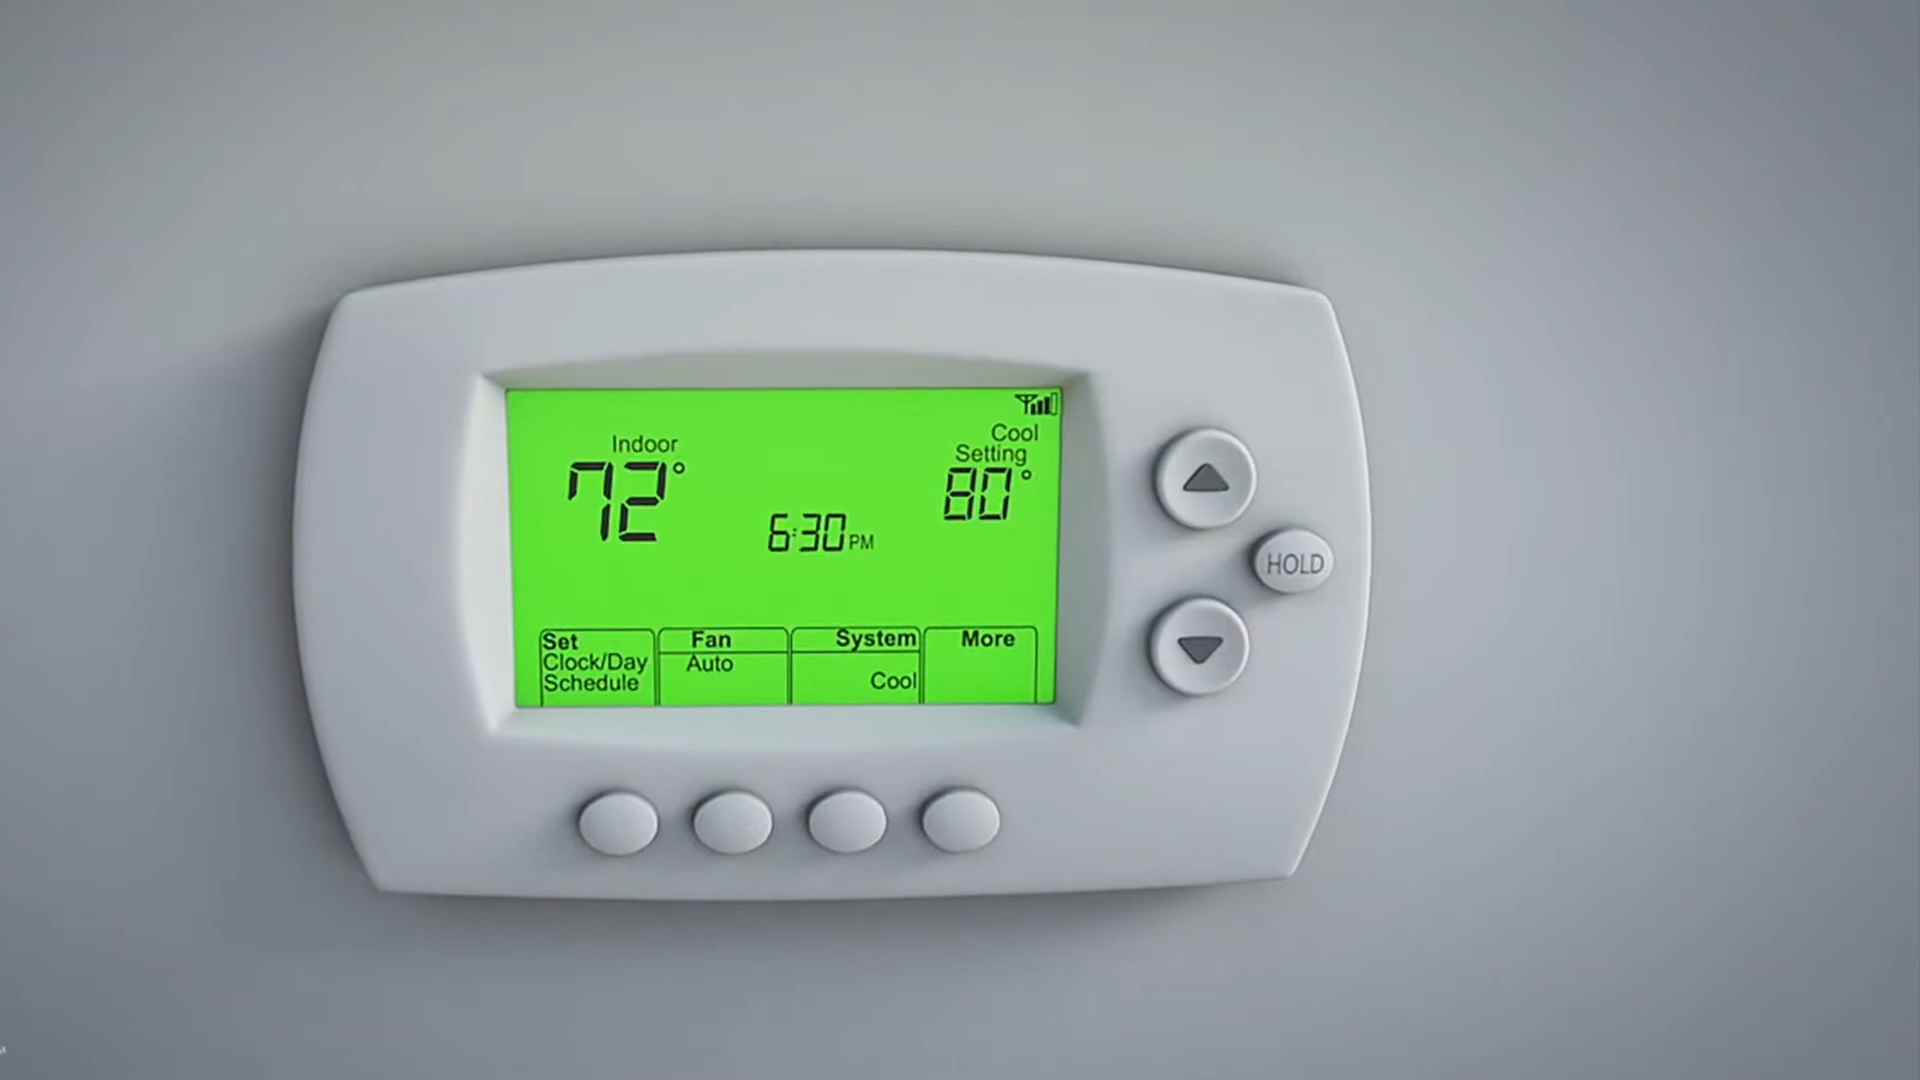 Cool
Indoor
Setting
72°
80°
6:30 PM
HOLD
Set
Clock/Day
Schedule
Fan
Auto
System
Cool
More